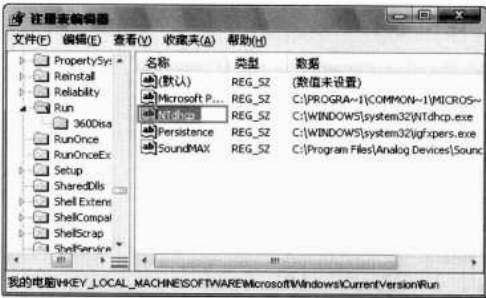 注册表编辑器
文件(F) 编辑(E) 查看(V) 收藏夹(A) 帮助(H)
PropertySy:
Reinstall
Reliability
Run
360Disa
RunOnce
RunOnceEx
Setup
SharedDlls
Shell Extens
ShellCompat
ShellScrap
ShellService
名称 类型 数据
(默认) REG_SZ (数值未设置)
Microsoft P... REG_SZ C:\PROGRA~1\COMMON~1\MICROS~
NTdhcp REG_SZ C:\WINDOWS\system32\NTdhcp.exe
Persistence REG_SZ C:\WINDOWS\system32\igfxpers.exe
SoundMAX REG_SZ C:\Program Files\Analog Devices\Sounc
我的电脑\HKEY_LOCAL_MACHINE\SOFTWARE\Microsoft\Windows\CurrentVersion\Run